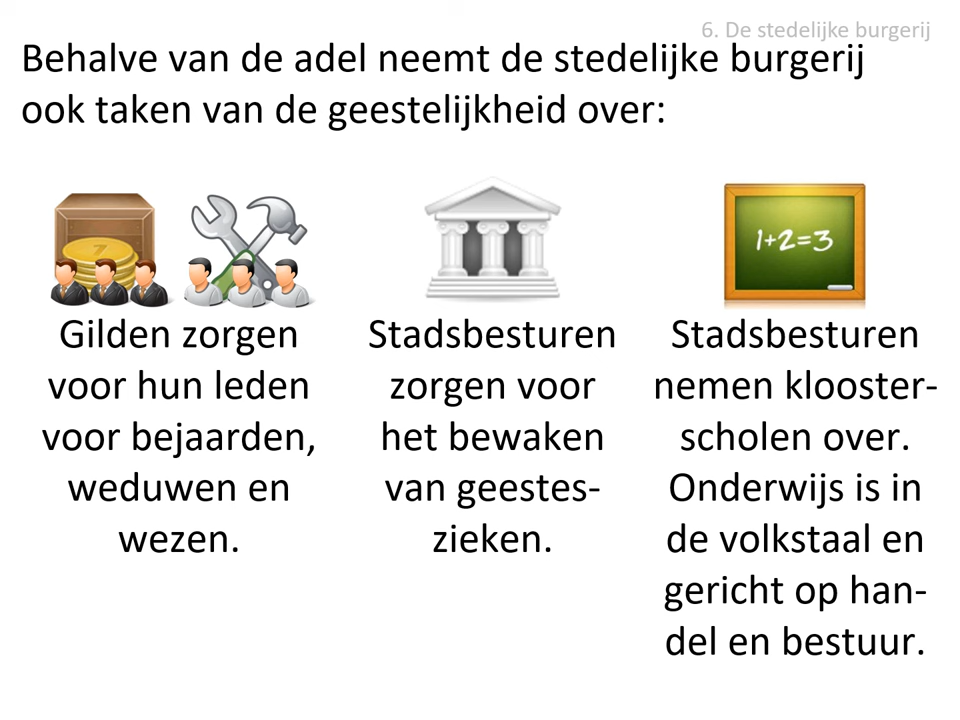 6. De stedelijke burgerij
Behalve van de adel neemt de stedelijke burgerij
ook taken van de geestelijkheid over:
1+2=3
Gilden zorgen
voor hun leden
voor bejaarden,
weduwen en
wezen.
Stadsbesturen
zorgen voor
het bewaken
van geestes-
zieken.
Stadsbesturen
nemen klooster-
scholen over.
Onderwijs is in
de volkstaal en
gericht op han-
del en bestuur.